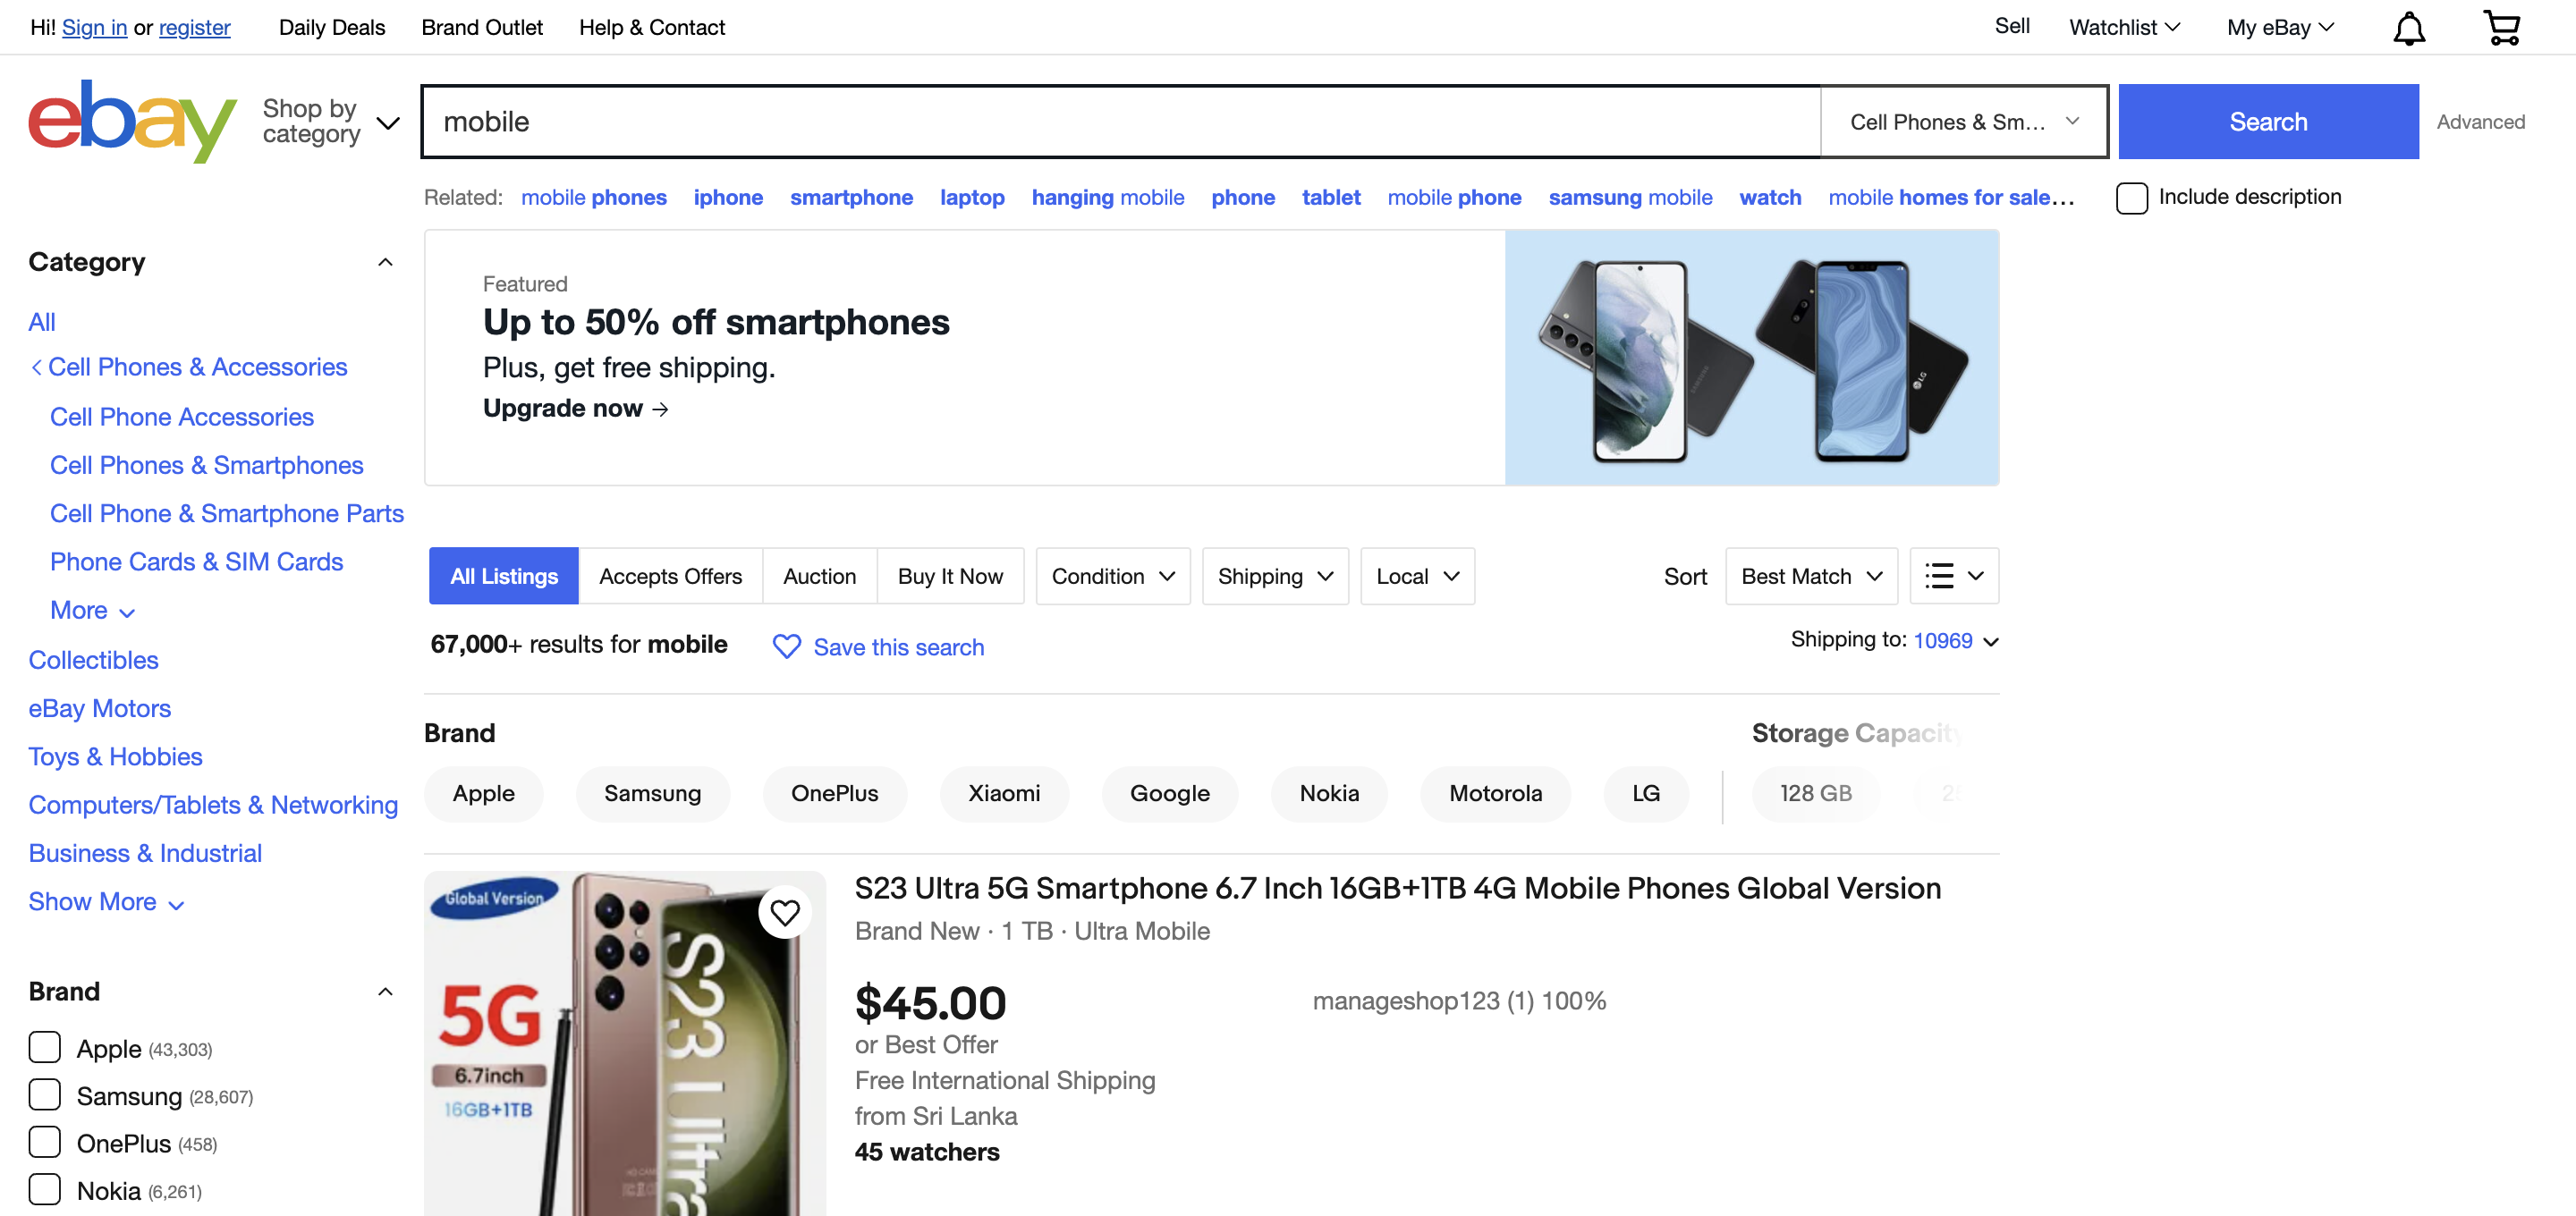 Hi! Sign in or register Daily Deals Brand Outlet Help & Contact Sell Watchlist My eBay
ebay
Shop by
category
mobile
Cell Phones & Sm...
Search
Advanced
Related: mobile phones iphone smartphone laptop hanging mobile phone tablet mobile phone samsung mobile watch mobile homes for sale...
Include description
Category
All
Cell Phones & Accessories
Cell Phone Accessories
Cell Phones & Smartphones
Cell Phone & Smartphone Parts
Phone Cards & SIM Cards
More
Collectibles
eBay Motors
Toys & Hobbies
Computers/Tablets & Networking
Business & Industrial
Show More
Brand
Apple (43,303)
Samsung (28,607)
OnePlus (458)
Nokia (6,261)
Featured
Up to 50% off smartphones
Plus, get free shipping.
Upgrade now →
SAMSUNG
LG
All Listings Accepts Offers Auction Buy It Now Condition Shipping Local Sort Best Match
67,000+ results for mobile Save this search Shipping to: 10969
Brand Storage Capacity
Apple Samsung OnePlus Xiaomi Google Nokia Motorola LG 128 GB
Global Version
5G
6.7inch
16GB+1TB
S23 Ultra
S23 Ultra 5G Smartphone 6.7 Inch 16GB+1TB 4G Mobile Phones Global Version
Brand New · 1 TB · Ultra Mobile
$45.00 manageshop123 (1) 100%
or Best Offer
Free International Shipping
from Sri Lanka
45 watchers